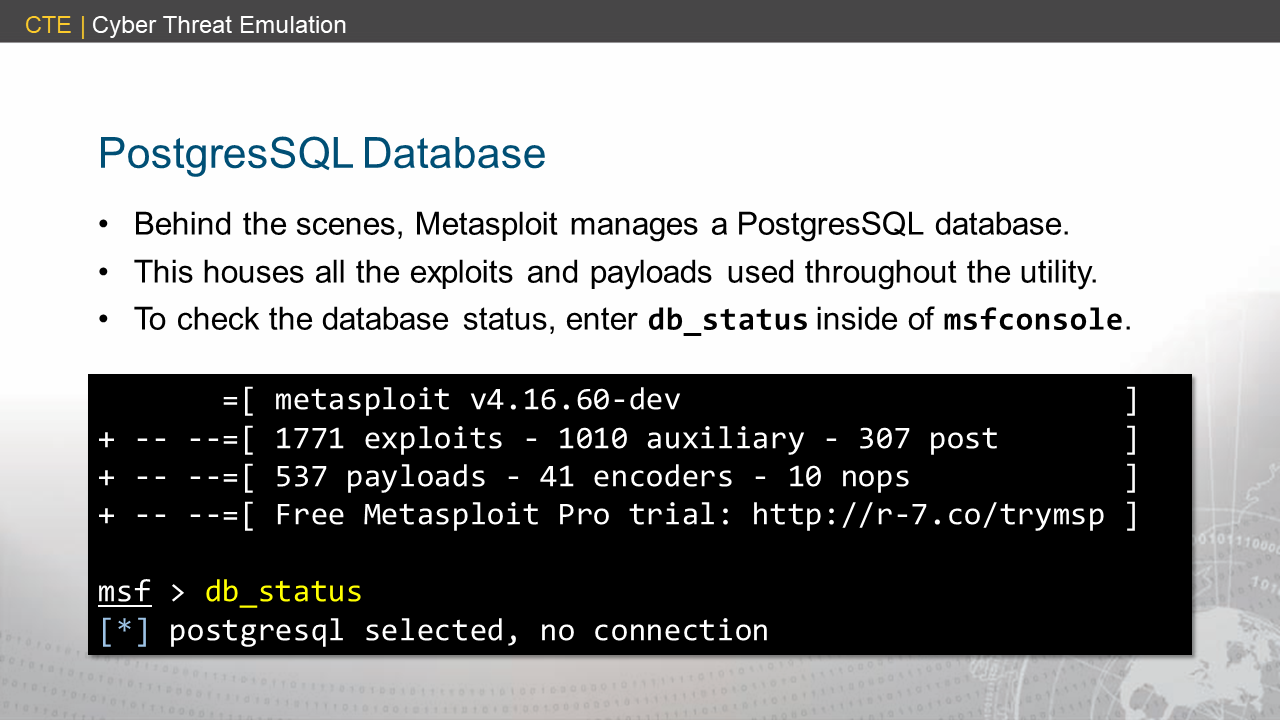 CTE | Cyber Threat Emulation
PostgresSQL Database
• Behind the scenes, Metasploit manages a PostgresSQL database.
• This houses all the exploits and payloads used throughout the utility.
• To check the database status, enter db_status inside of msfconsole.
=[ metasploit v4.16.60-dev ]
+ -- --=[ 1771 exploits - 1010 auxiliary - 307 post ]
+ -- --=[ 537 payloads - 41 encoders - 10 nops ]
+ -- --=[ Free Metasploit Pro trial: http://r-7.co/trymsp ]
msf > db_status
[*] postgresql selected, no connection